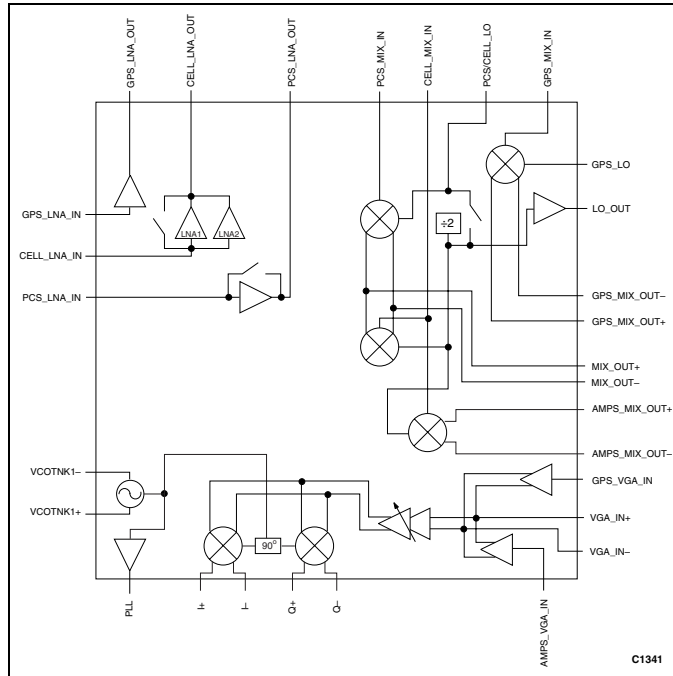 GPS_LNA_OUT
CELL_LNA_OUT
PCS_LNA_OUT
PCS_MIX_IN
CELL_MIX_IN
PCS/CELL_LO
GPS_MIX_IN
GPS_LO
LO_OUT
GPS_LNA_IN
LNA1
LNA2
÷2
CELL_LNA_IN
PCS_LNA_IN
GPS_MIX_OUT–
GPS_MIX_OUT+
MIX_OUT+
MIX_OUT–
AMPS_MIX_OUT+
AMPS_MIX_OUT–
VCOTNK1–
VCOTNK1+
GPS_VGA_IN
VGA_IN+
VGA_IN–
90°
PLL
I+
I–
Q+
Q–
AMPS_VGA_IN
C1341